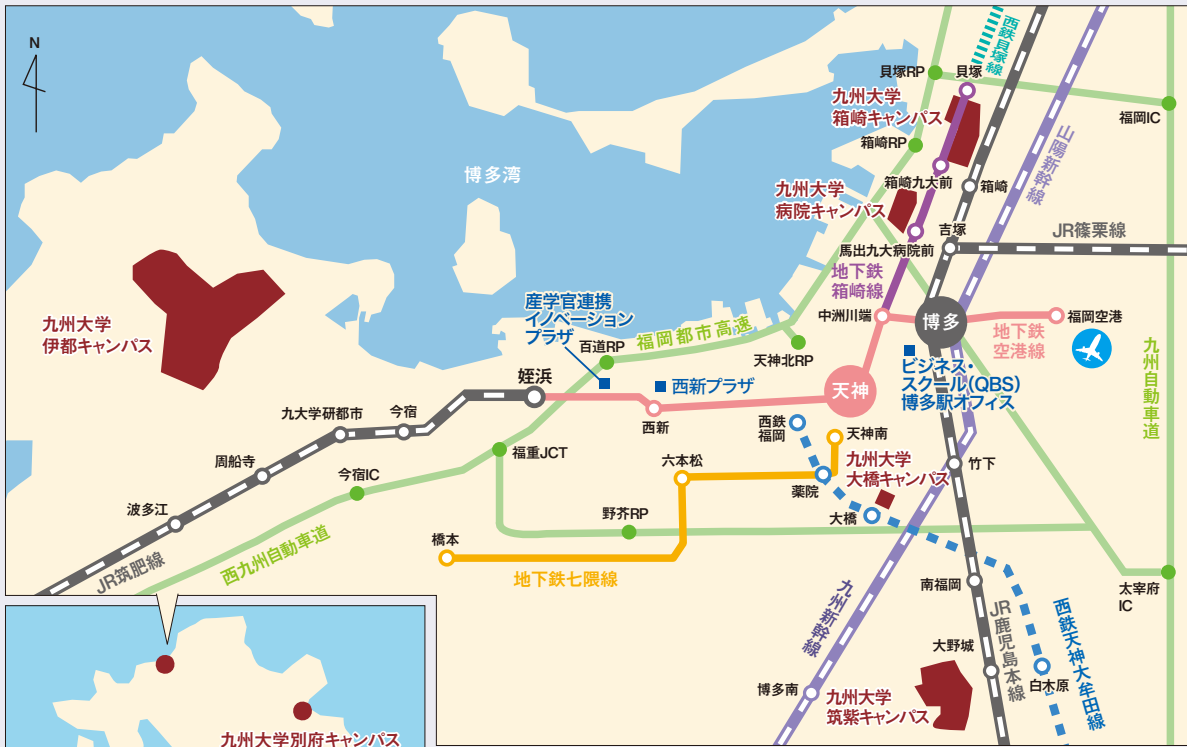 N
西鉄貝塚線
貝塚RP
貝塚
九州大学
箱崎キャンパス
福岡IC
箱崎RP
山陽新幹線
博多湾
九州大学
病院キャンパス
箱崎九大前
箱崎
吉塚
JR篠栗線
馬出九大病院前
地下鉄
箱崎線
九州大学
伊都キャンパス
産学官連携
イノベーション
プラザ
福岡都市高速
中洲川端
博多
福岡空港
地下鉄
空港線
百道RP
天神北RP
九州自動車道
ビジネス・
スクール(QBS)
博多駅オフィス
姪浜
西新プラザ
天神
九大学研都市
今宿
西新
西鉄
福岡
天神南
周船寺
福重JCT
六本松
九州大学
大橋キャンパス
竹下
今宿IC
薬院
波多江
野芥RP
大橋
橋本
西九州自動車道
JR筑肥線
地下鉄七隈線
九州新幹線
南福岡
太宰府
IC
JR鹿児島本線
西鉄天神大牟田線
大野城
白木原
博多南
九州大学
筑紫キャンパス
九州大学別府キャンパス